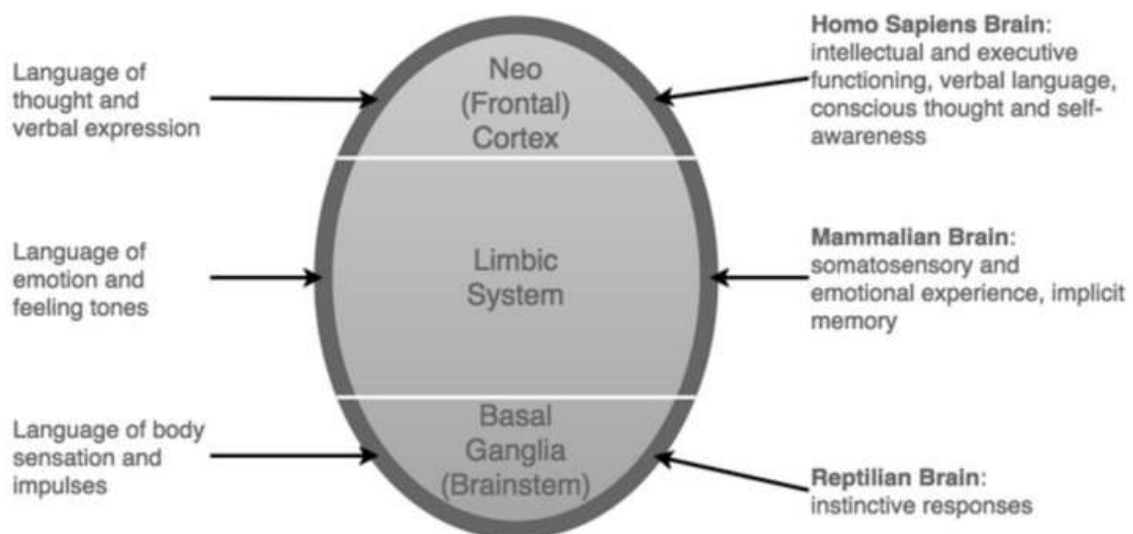 Language of
thought and
verbal expression
Neo
(Frontal)
Cortex
Homo Sapiens Brain:
intellectual and executive
functioning, verbal language,
conscious thought and self-
awareness
Language of
emotion and
feeling tones
Limbic
System
Mammalian Brain:
somatosensory and
emotional experience, implicit
memory
Language of body
sensation and
impulses
Basal
Ganglia
(Brainstem)
Reptilian Brain:
instinctive responses